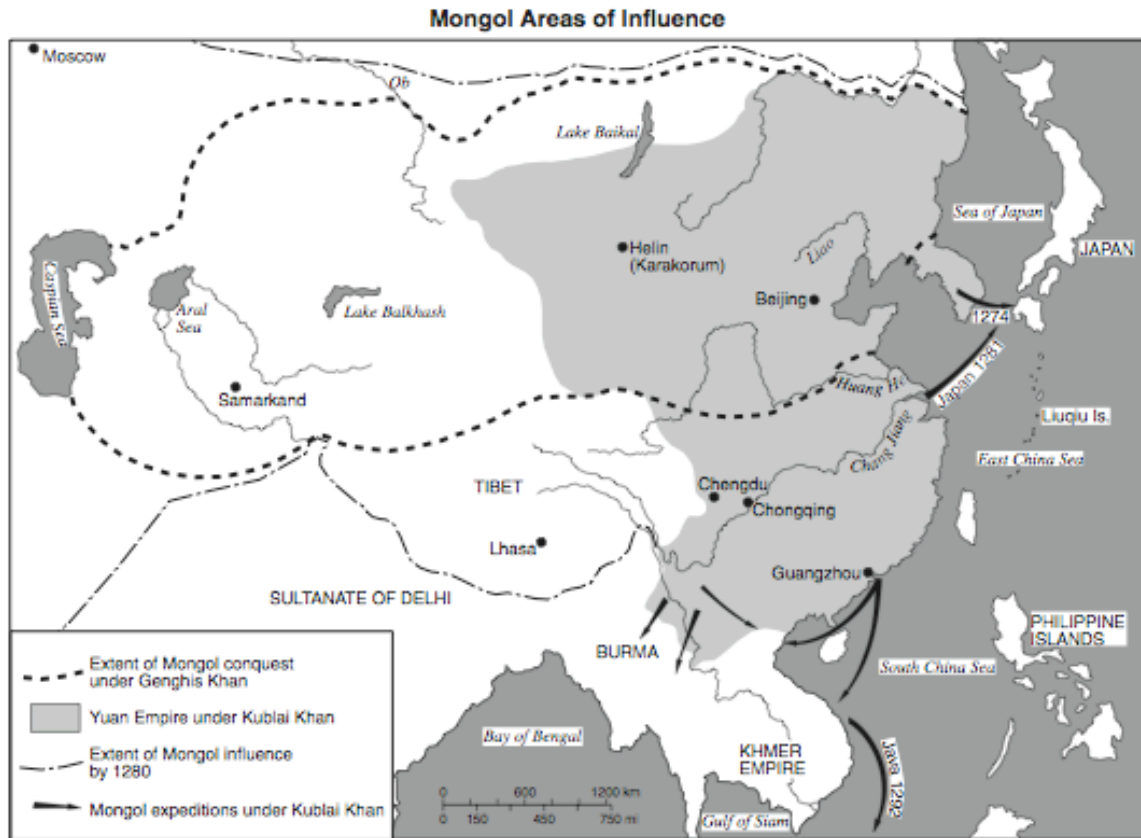 Mongol Areas of Influence
Moscow
Ob
Lake Baikal
Sea of Japan
JAPAN
Helin
(Karakorum)
Liao
Beijing
Caspian Sea
Aral
Sea
Lake Balkhash
1274
Japan 1281
Samarkand
Huang He
Liuqiu Is.
Chang Jiang
East China Sea
TIBET
Chengdu
Chongqing
Lhasa
Guangzhou
SULTANATE OF DELHI
PHILIPPINE
ISLANDS
BURMA
South China Sea
Extent of Mongol conquest
under Genghis Khan
Yuan Empire under Kublai Khan
Extent of Mongol influence
by 1280
Mongol expeditions under Kublai Khan
Bay of Bengal
KHMER
EMPIRE
Java 1292
0 600 1200 km
0 150 450 750 mi
Gulf of Siam